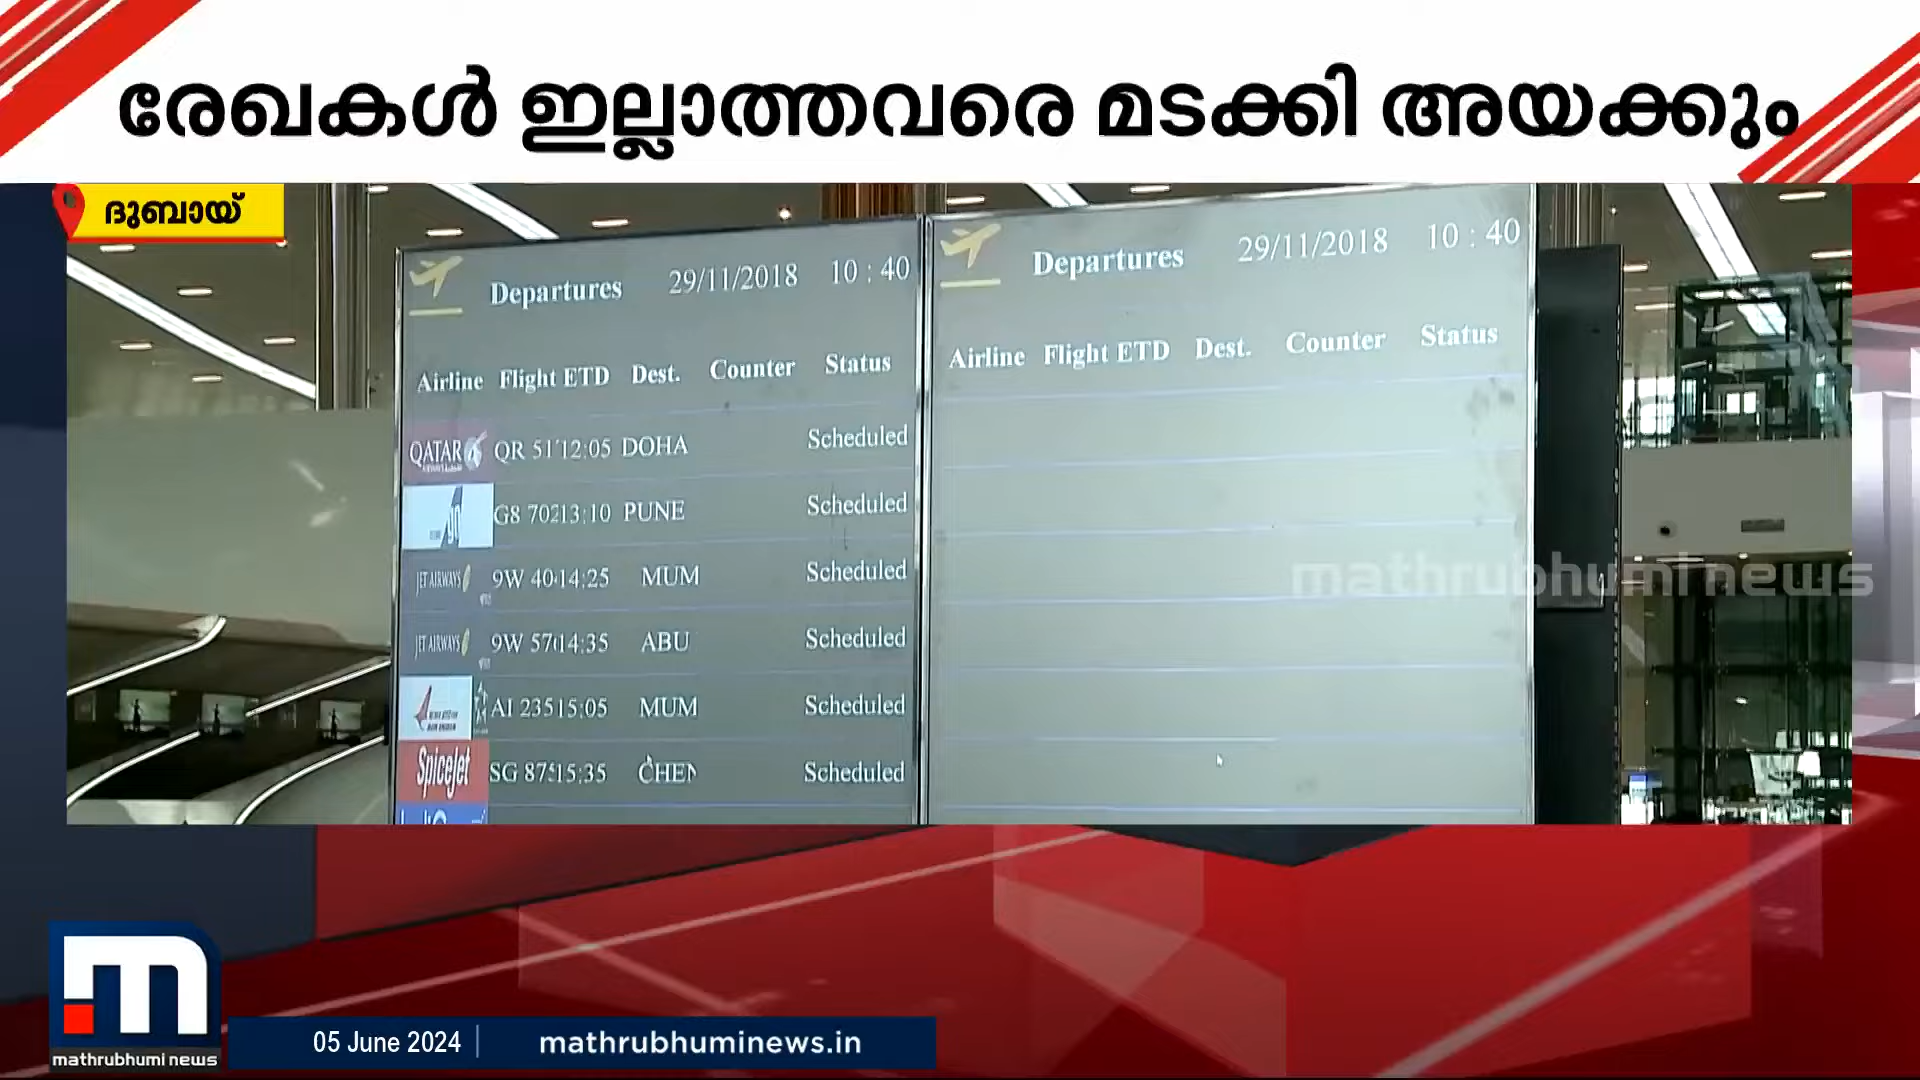 രേഖകൾ ഇല്ലാത്തവരെ മടക്കി അയക്കും
ദുബായ്
Departures 29/11/2018 10 : 40
Airline Flight ETD Dest. Counter Status
QATAR QR 51 12:05 DOHA Scheduled
G8 702 13:10 PUNE Scheduled
JET AIRWAYS 9W 40 14:25 MUM Scheduled
JET AIRWAYS 9W 57 14:35 ABU Scheduled
AI 235 15:05 MUM Scheduled
SpiceJet SG 87 15:35 CHEN Scheduled
Departures 29/11/2018 10 : 40
Airline Flight ETD Dest. Counter Status
mathrubhumi news
mathrubhumi news
05 June 2024
mathrubhuminews.in